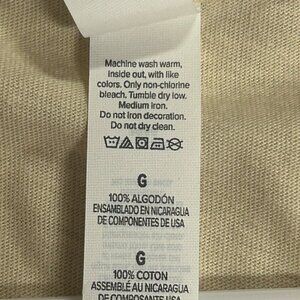 Machine wash warm,
inside out, with like
colors. Only non-chlorine
bleach. Tumble dry low.
Medium iron.
Do not iron decoration.
Do not dry clean.
G
100% ALGODÓN
ENSAMBLADO EN NICARAGUA
DE COMPONENTES DE USA
G
100% COTON
ASSEMBLÉ AU NICARAGUA
DE COMPOSANTS USA